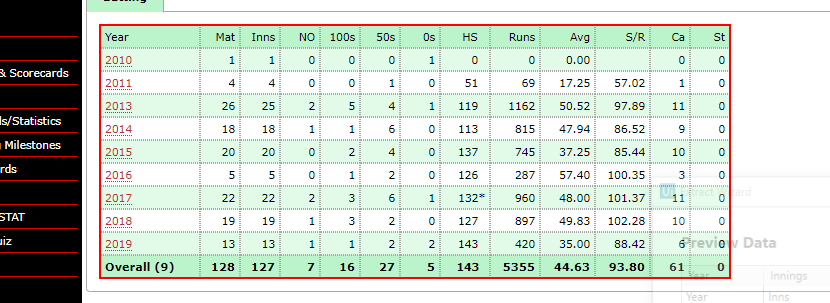 Year Mat Inns NO 100s 50s 0s HS Runs Avg S/R Ca St
2010 1 1 0 0 0 1 0 0 0.00 0 0
2011 4 4 0 0 1 0 51 69 17.25 57.02 1 0
2013 26 25 2 5 4 1 119 1162 50.52 97.89 11 0
2014 18 18 1 1 6 0 113 815 47.94 86.52 9 0
2015 20 20 0 2 4 0 137 745 37.25 85.44 10 0
2016 5 5 0 1 2 0 126 287 57.40 100.35 3 0
2017 22 22 2 3 6 1 132* 960 48.00 101.37 11 0
2018 19 19 1 3 2 0 127 897 49.83 102.28 10 0
2019 13 13 1 1 2 2 143 420 35.00 88.42 6 0
Overall (9) 128 127 7 16 27 5 143 5355 44.63 93.80 61 0
& Scorecards
s/Statistics
Milestones
rds
STAT
iz
Wizard
Preview Data
Year Innings
Year Inns